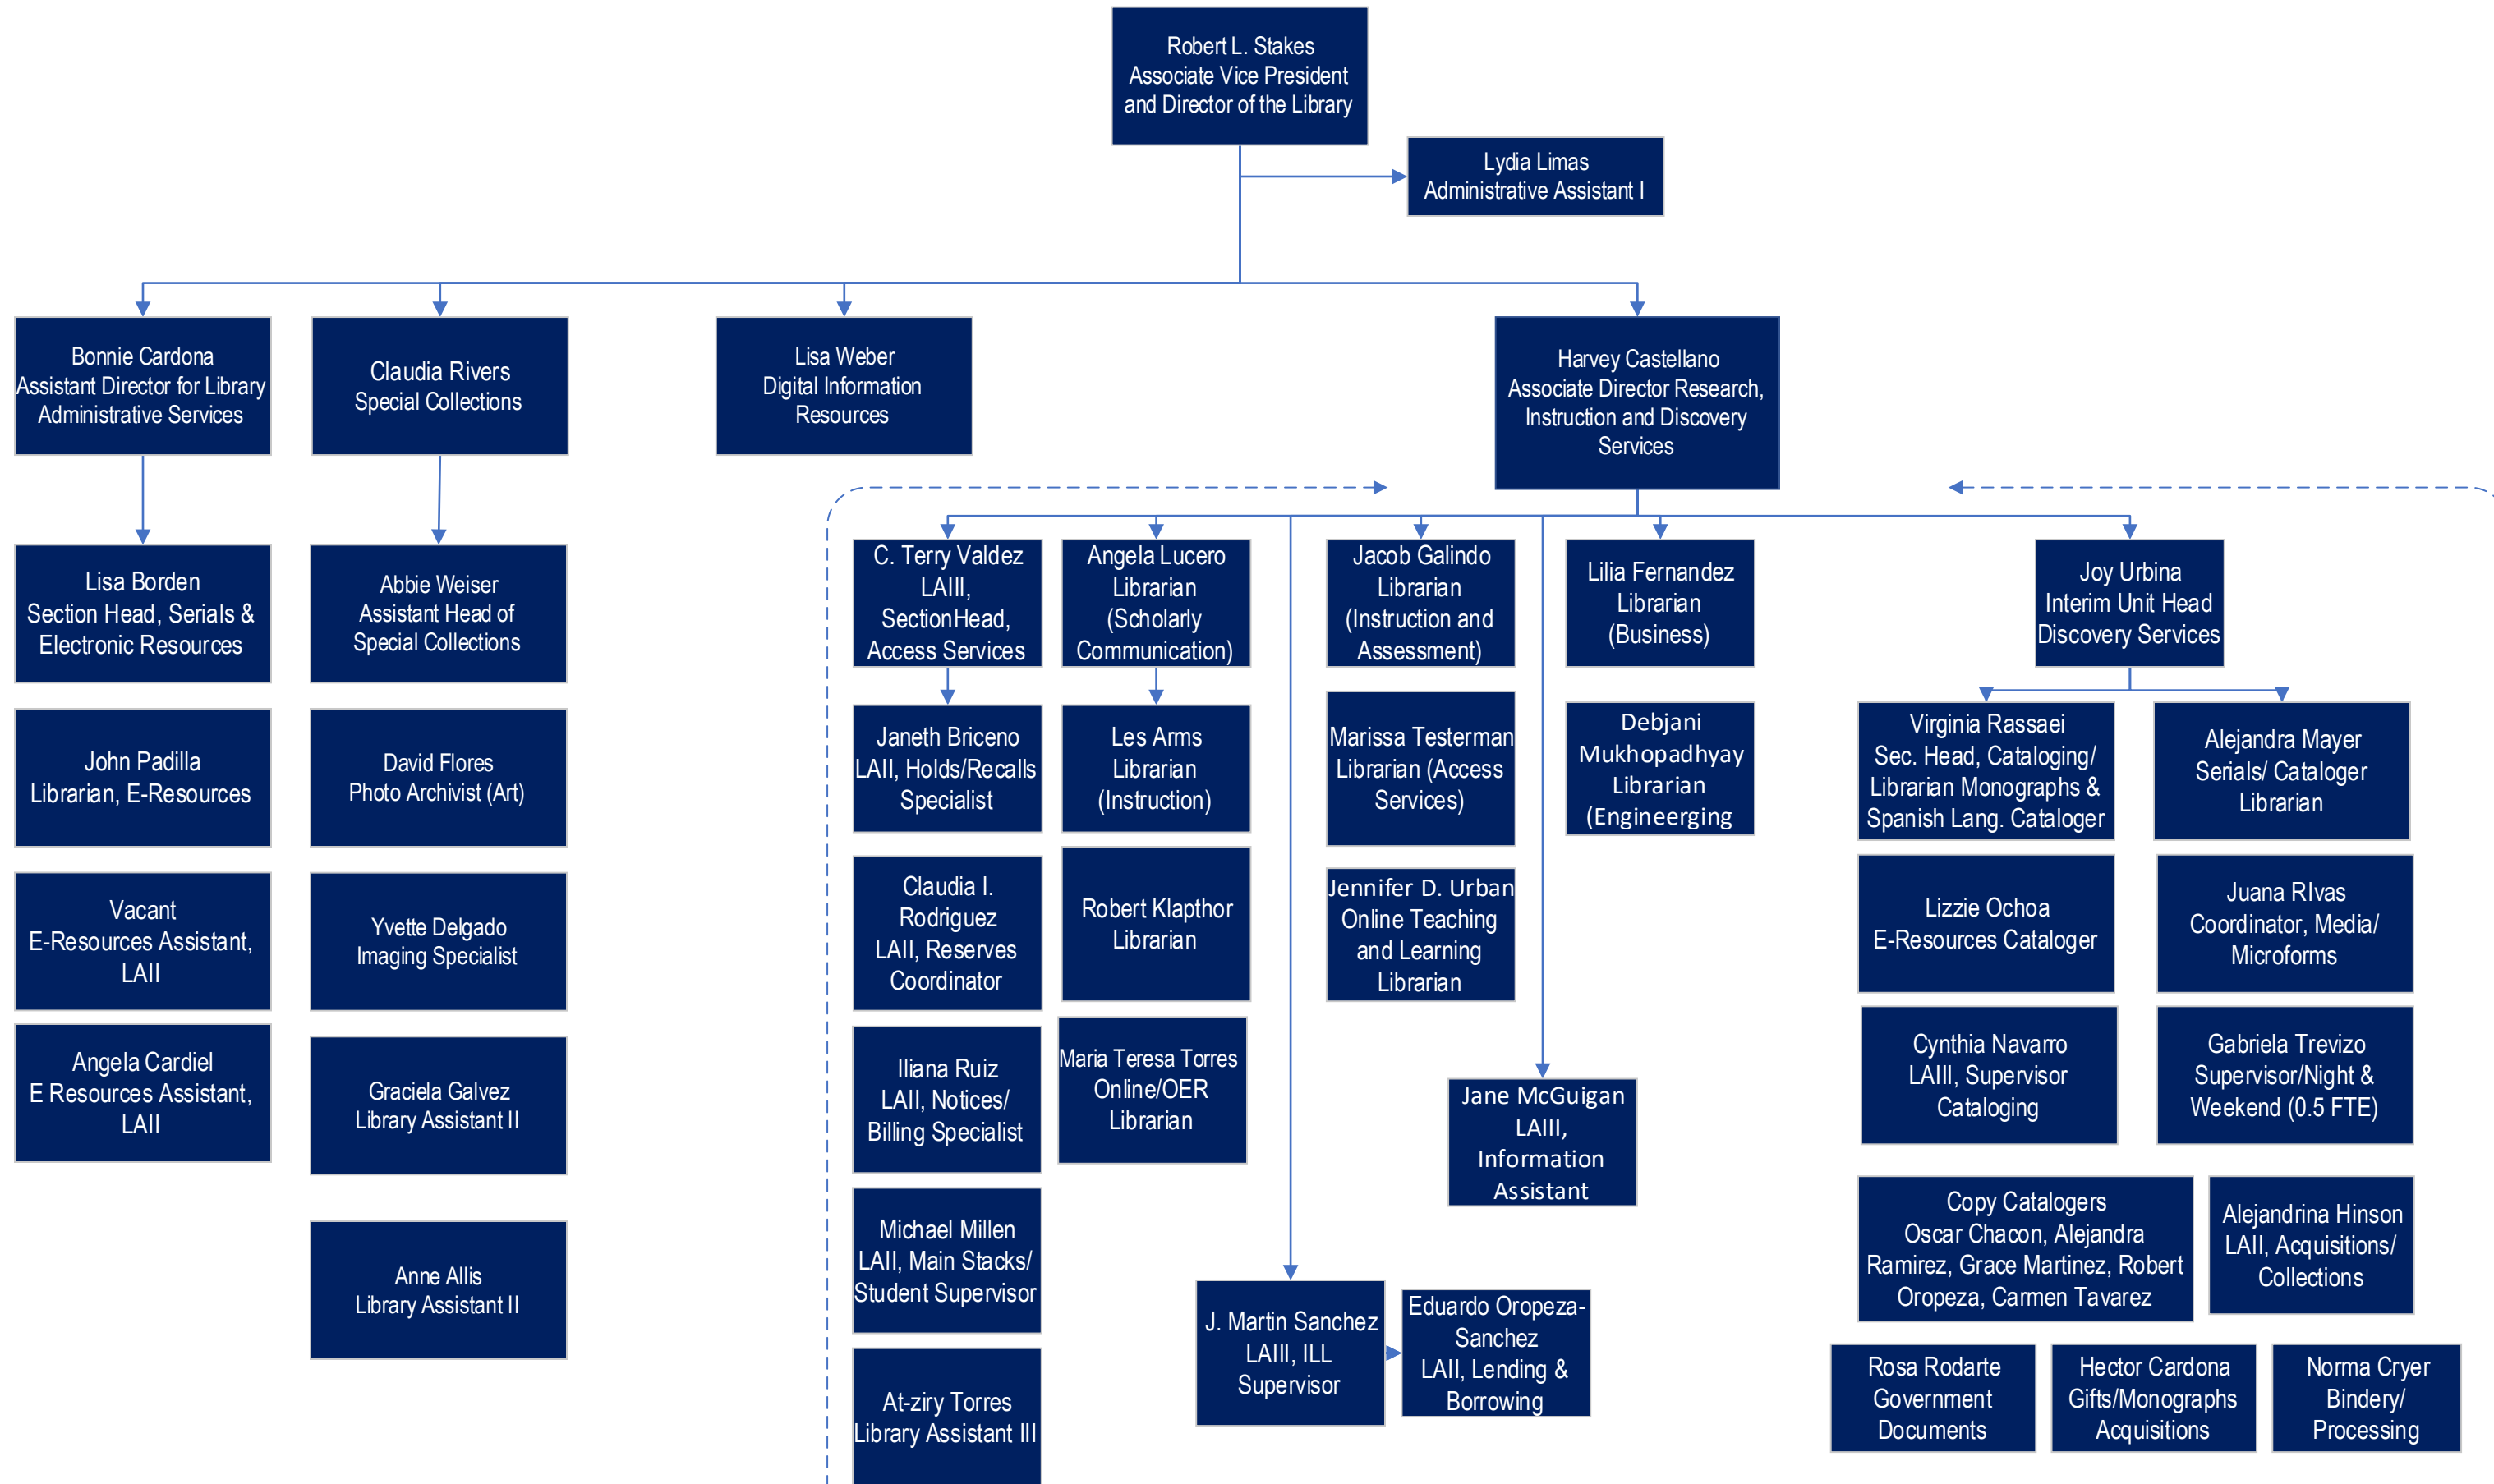 Robert L. Stakes
Associate Vice President
and Director of the Library
Lydia Limas
Administrative Assistant I
Bonnie Cardona
Assistant Director for Library
Administrative Services
Claudia Rivers
Special Collections
Lisa Weber
Digital Information
Resources
Harvey Castellano
Associate Director Research,
Instruction and Discovery
Services
Lisa Borden
Section Head, Serials &
Electronic Resources
John Padilla
Librarian, E-Resources
Vacant
E-Resources Assistant,
LAII
Angela Cardiel
E Resources Assistant,
LAII
Abbie Weiser
Assistant Head of
Special Collections
David Flores
Photo Archivist (Art)
Yvette Delgado
Imaging Specialist
Graciela Galvez
Library Assistant II
Anne Allis
Library Assistant II
C. Terry Valdez
LAIII,
SectionHead,
Access Services
Janeth Briceno
LAII, Holds/Recalls
Specialist
Claudia I.
Rodriguez
LAII, Reserves
Coordinator
Iliana Ruiz
LAII, Notices/
Billing Specialist
Michael Millen
LAII, Main Stacks/
Student Supervisor
At-ziry Torres
Library Assistant III
Angela Lucero
Librarian
(Scholarly
Communication)
Les Arms
Librarian
(Instruction)
Robert Klapthor
Librarian
Maria Teresa Torres
Online/OER
Librarian
J. Martin Sanchez
LAIII, ILL
Supervisor
Eduardo Oropeza-
Sanchez
LAII, Lending &
Borrowing
Jacob Galindo
Librarian
(Instruction and
Assessment)
Marissa Testerman
Librarian (Access
Services)
Jennifer D. Urban
Online Teaching
and Learning
Librarian
Jane McGuigan
LAIII,
Information
Assistant
Lilia Fernandez
Librarian
(Business)
Debjani
Mukhopadhyay
Librarian
(Engineerging
Joy Urbina
Interim Unit Head
Discovery Services
Virginia Rassaei
Sec. Head, Cataloging/
Librarian Monographs &
Spanish Lang. Cataloger
Alejandra Mayer
Serials/ Cataloger
Librarian
Lizzie Ochoa
E-Resources Cataloger
Juana RIvas
Coordinator, Media/
Microforms
Cynthia Navarro
LAIII, Supervisor
Cataloging
Gabriela Trevizo
Supervisor/Night &
Weekend (0.5 FTE)
Copy Catalogers
Oscar Chacon, Alejandra
Ramirez, Grace Martinez, Robert
Oropeza, Carmen Tavarez
Alejandrina Hinson
LAII, Acquisitions/
Collections
Rosa Rodarte
Government
Documents
Hector Cardona
Gifts/Monographs
Acquisitions
Norma Cryer
Bindery/
Processing